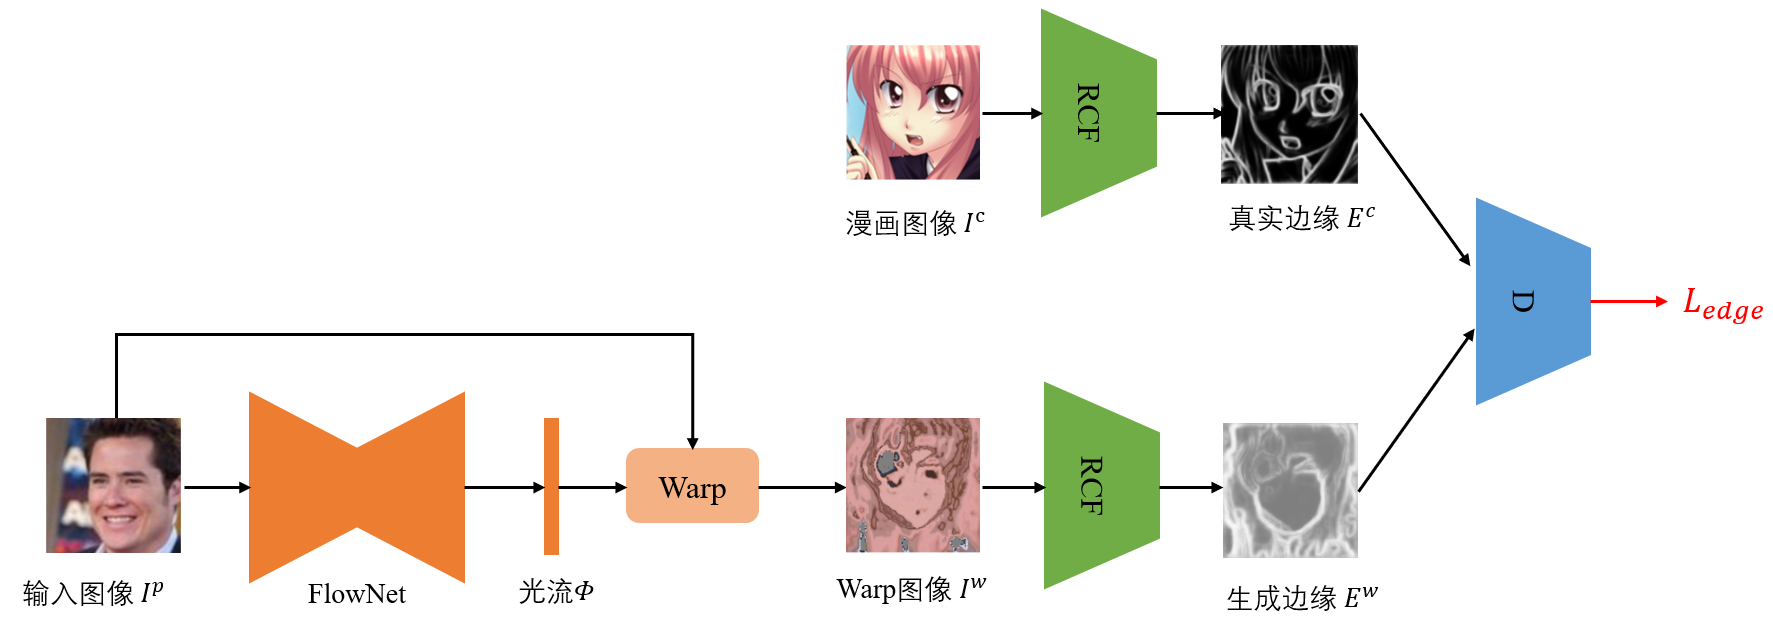 RCF
漫画图像 I^c
真实边缘 E^c
D
L_edge
Warp
RCF
输入图像 I^p
FlowNet
光流Φ
Warp图像 I^w
生成边缘 E^w